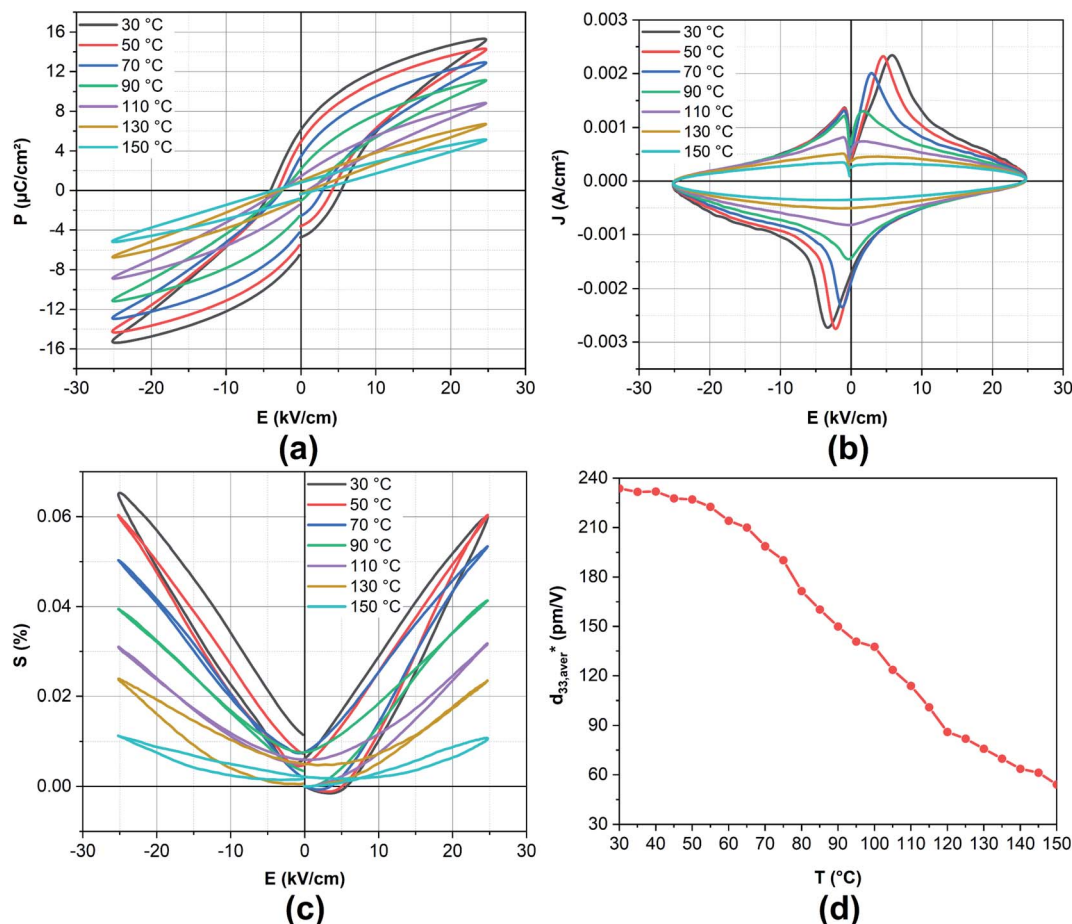 30 °C
50 °C
70 °C
90 °C
110 °C
130 °C
150 °C
16
12
8
4
0
-4
-8
-12
-16
P (µC/cm²)
-30 -20 -10 0 10 20 30
E (kV/cm)
(a)
30 °C
50 °C
70 °C
90 °C
110 °C
130 °C
150 °C
0.003
0.002
0.001
0.000
-0.001
-0.002
-0.003
J (A/cm²)
-30 -20 -10 0 10 20 30
E (kV/cm)
(b)
30 °C
50 °C
70 °C
90 °C
110 °C
130 °C
150 °C
0.06
0.04
0.02
0.00
S (%)
-30 -20 -10 0 10 20 30
E (kV/cm)
(c)
240
210
180
150
120
90
60
30
d33,aver* (pm/V)
30 40 50 60 70 80 90 100 110 120 130 140 150
T (°C)
(d)